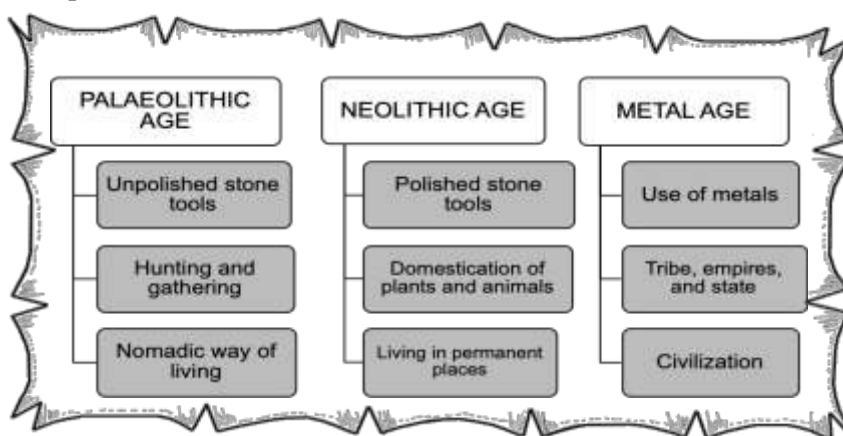 PALAEOLITHIC
AGE
Unpolished stone
tools
Hunting and
gathering
Nomadic way of
living
NEOLITHIC AGE
Polished stone
tools
Domestication of
plants and animals
Living in permanent
places
METAL AGE
Use of metals
Tribe, empires,
and state
Civilization